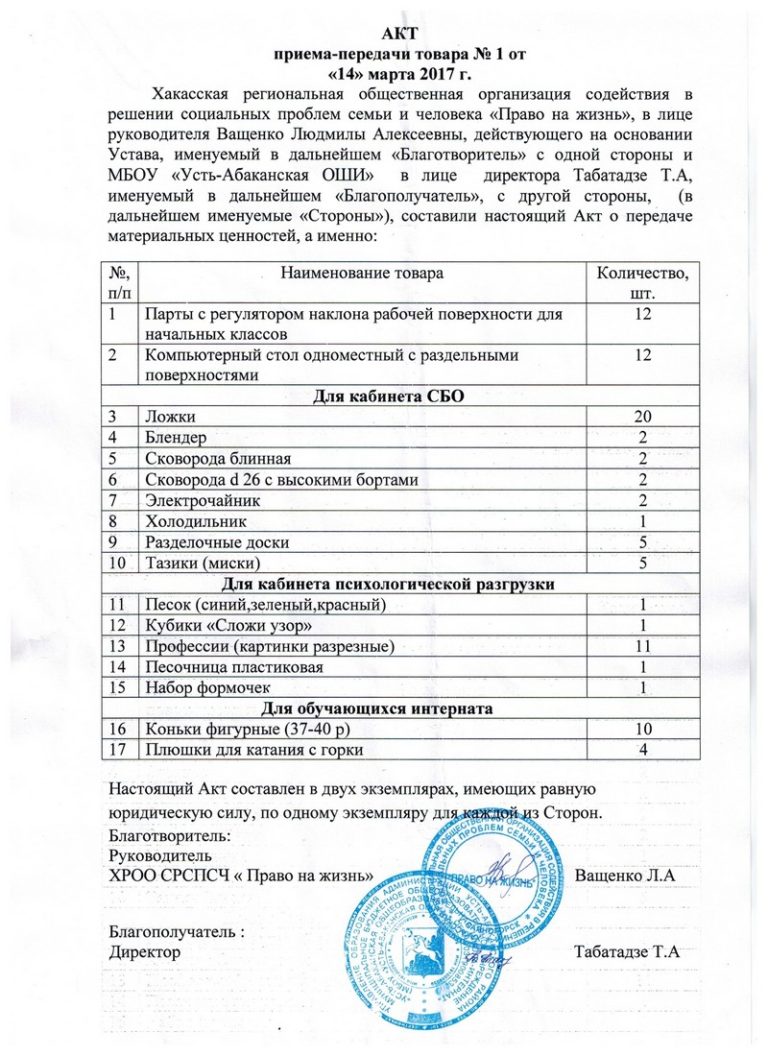 АКТ
приема-передачи товара № 1 от
«14» марта 2017 г.
Хакасская региональная общественная организация содействия в
решении социальных проблем семьи и человека «Право на жизнь», в лице
руководителя Ващенко Людмилы Алексеевны, действующего на основании
Устава, именуемый в дальнейшем «Благотворитель» с одной стороны и
МБОУ «Усть-Абаканская ОШИ» в лице директора Табатадзе Т.А,
именуемый в дальнейшем «Благополучатель», с другой стороны, (в
дальнейшем именуемые «Стороны»), составили настоящий Акт о передаче
материальных ценностей, а именно:
№, Наименование товара Количество,
п/п шт.
1 Парты с регулятором наклона рабочей поверхности для 12
начальных классов
2 Компьютерный стол одноместный с раздельными 12
поверхностями
Для кабинета СБО
3 Ложки 20
4 Блендер 2
5 Сковорода блинная 2
6 Сковорода d 26 с высокими бортами 2
7 Электрочайник 2
8 Холодильник 1
9 Разделочные доски 5
10 Тазики (миски) 5
Для кабинета психологической разгрузки
11 Песок (синий,зеленый,красный) 1
12 Кубики «Сложи узор» 1
13 Профессии (картинки разрезные) 11
14 Песочница пластиковая 1
15 Набор формочек 1
Для обучающихся интерната
16 Коньки фигурные (37-40 р) 10
17 Плюшки для катания с горки 4
Настоящий Акт составлен в двух экземплярах, имеющих равную
юридическую силу, по одному экземпляру для каждой из Сторон.
Благотворитель:
Руководитель
ХРОО СРСПСЧ « Право на жизнь» Ващенко Л.А
"ПРАВО НА ЖИЗНЬ"
Благополучатель :
Директор Табатадзе Т.А